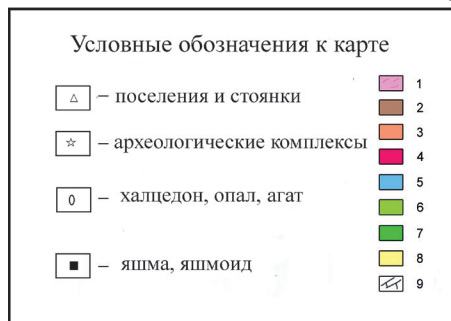 Условные обозначения к карте
– поселения и стоянки
– археологические комплексы
– халцедон, опал, агат
– яшма, яшмоид
1
2
3
4
5
6
7
8
9